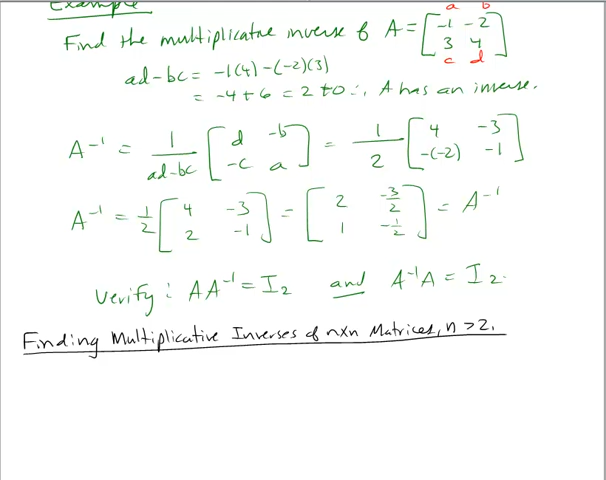 Example
a b
Find the multiplicative inverse of A = [ -1 -2
3 4 ]
c d
ad-bc = -1(4) - (-2)(3)
= -4 + 6 = 2 ≠ 0 ∴ A has an inverse.
A⁻¹ = 1/(ad-bc) [ d -b
-c a ] = 1/2 [ 4 -3
-(-2) -1 ]
A⁻¹ = 1/2 [ 4 -3
2 -1 ] = [ 2 -3/2
1 -1/2 ] = A⁻¹
Verify: AA⁻¹ = I₂ and A⁻¹A = I₂.
Finding Multiplicative Inverses of n×n Matrices, n > 2.